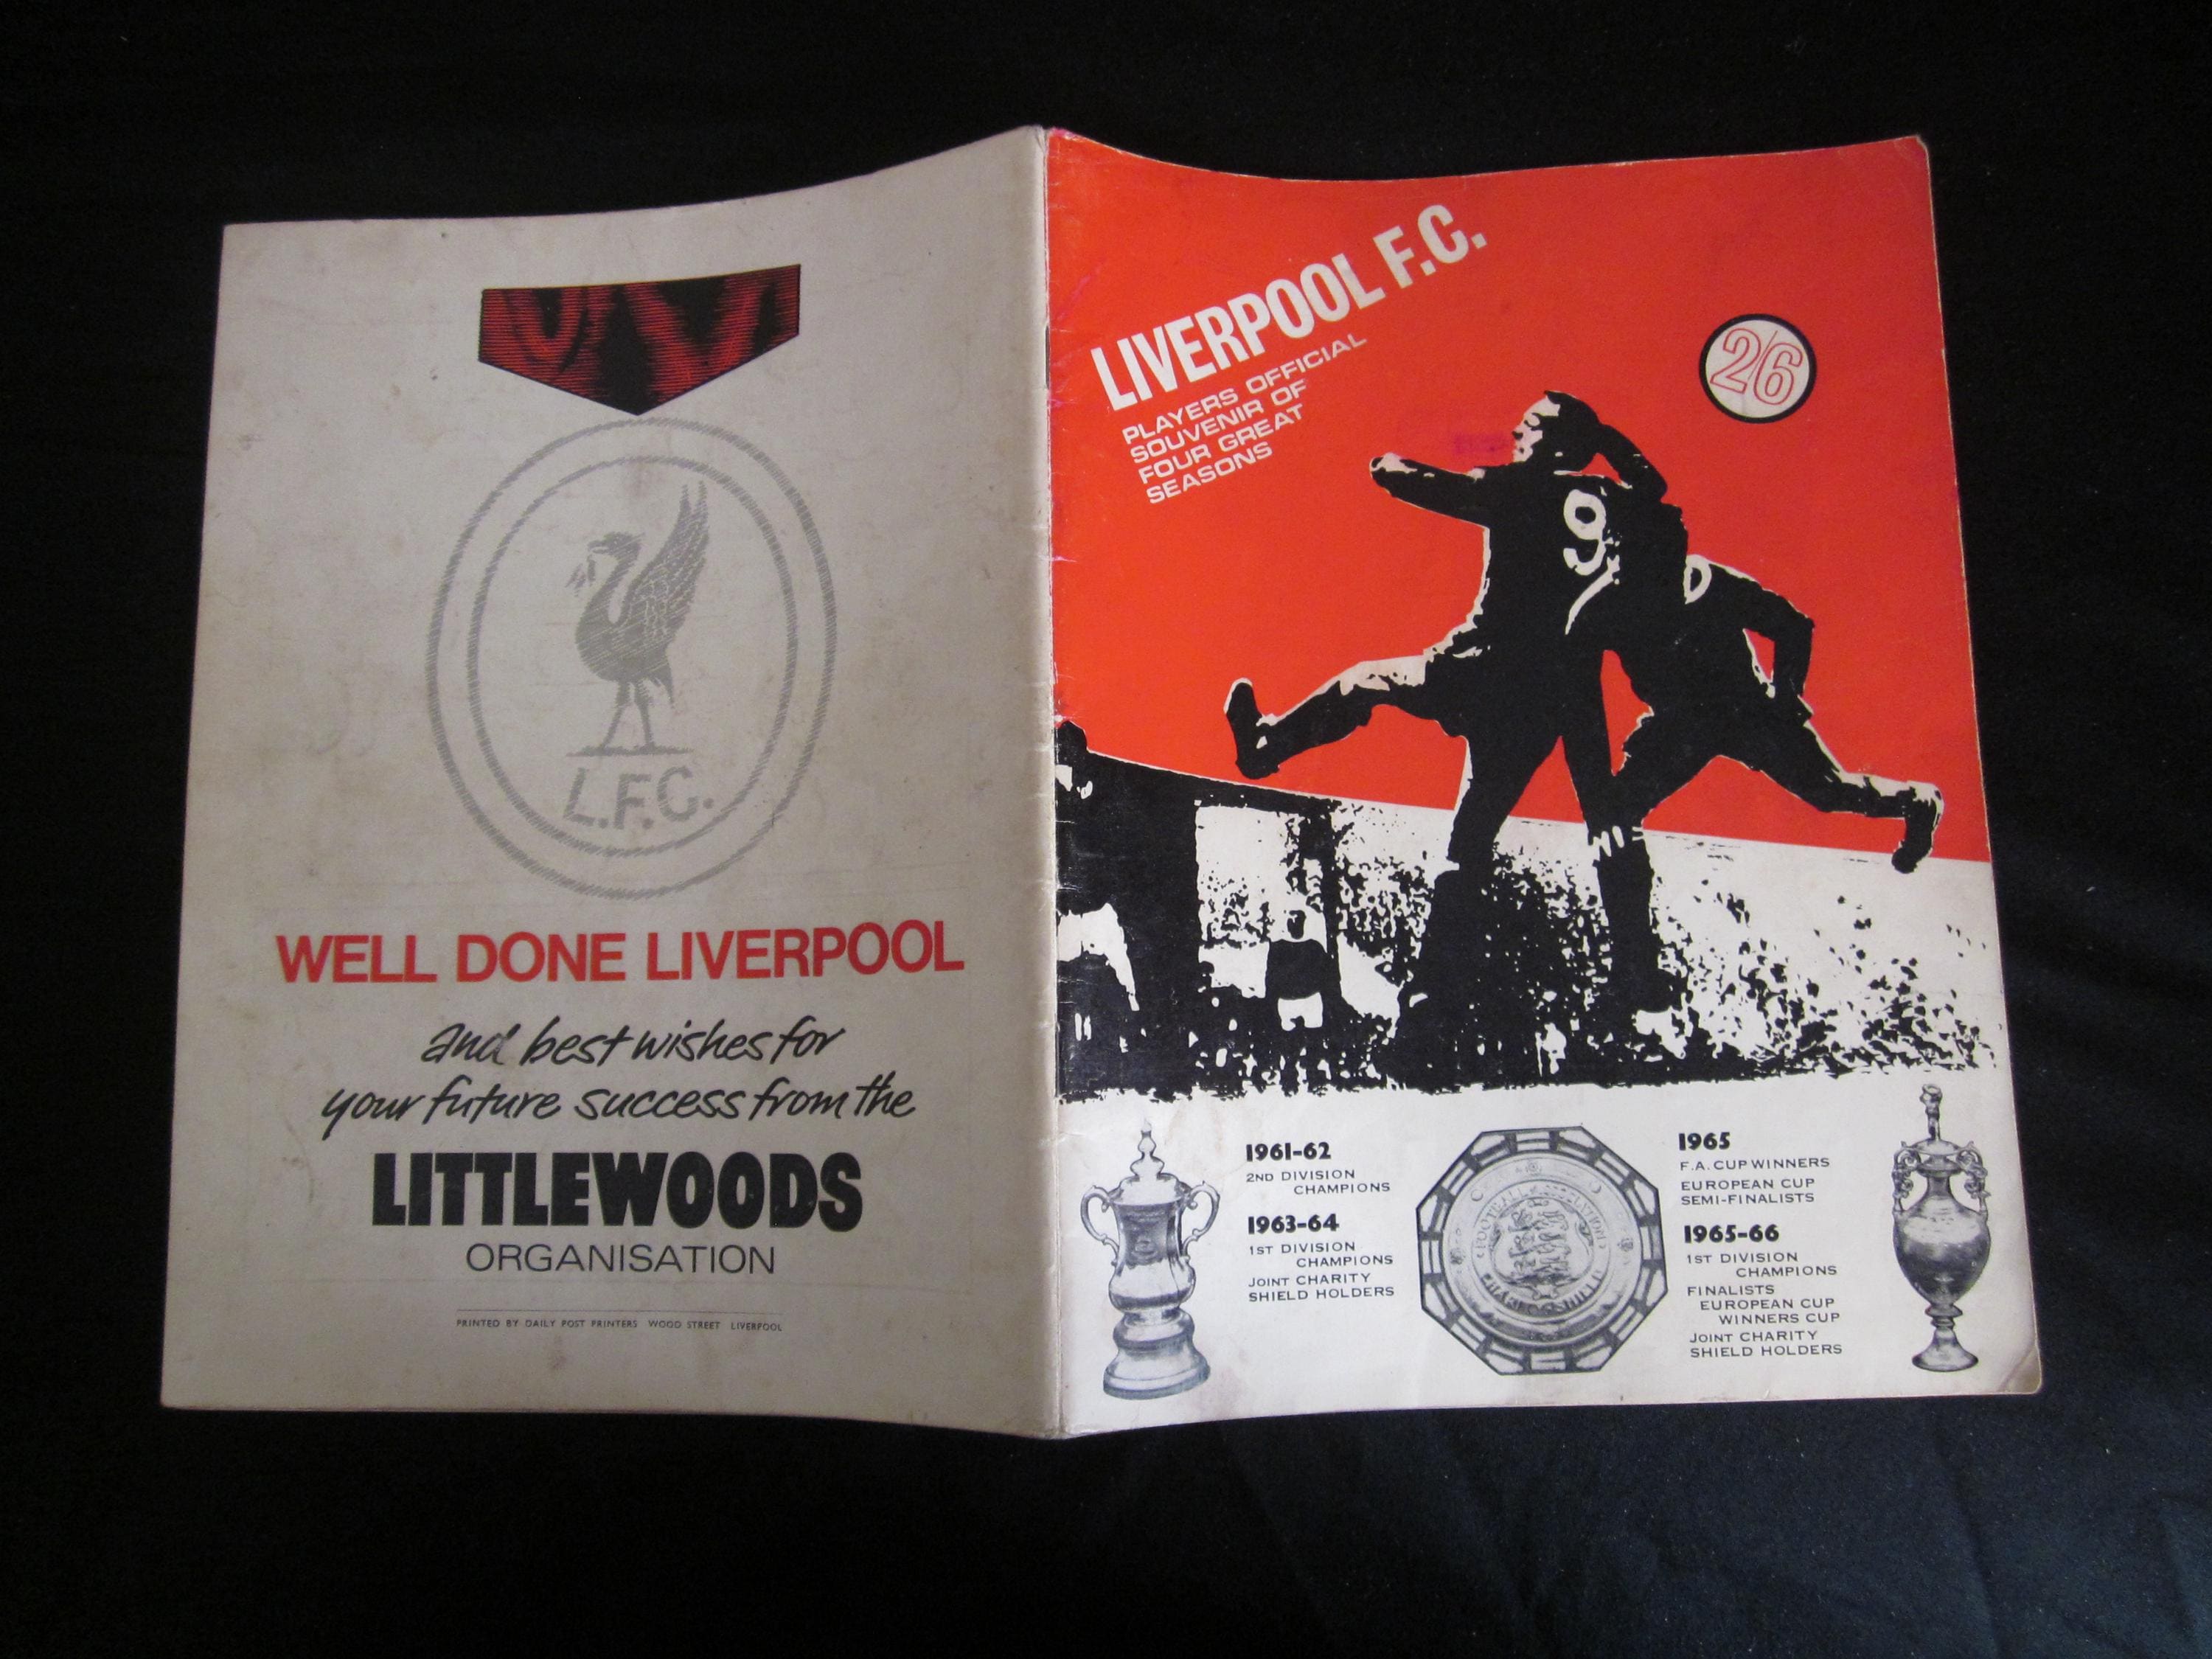 L.F.C.
WELL DONE LIVERPOOL
and best wishes for
your future success from the
LITTLEWOODS
ORGANISATION
PRINTED BY DAILY POST PRINTERS WOOD STREET LIVERPOOL
LIVERPOOL F.C.
PLAYERS OFFICIAL
SOUVENIR OF
FOUR GREAT
SEASONS
2/6
9
1961-62
2ND DIVISION
CHAMPIONS
1963-64
1ST DIVISION
CHAMPIONS
JOINT CHARITY
SHIELD HOLDERS
FOOTBALL ASSOCIATION
1965
F.A. CUP WINNERS
EUROPEAN CUP
SEMI-FINALISTS
1965-66
1ST DIVISION
CHAMPIONS
FINALISTS
EUROPEAN CUP
WINNERS CUP
JOINT CHARITY
SHIELD HOLDERS